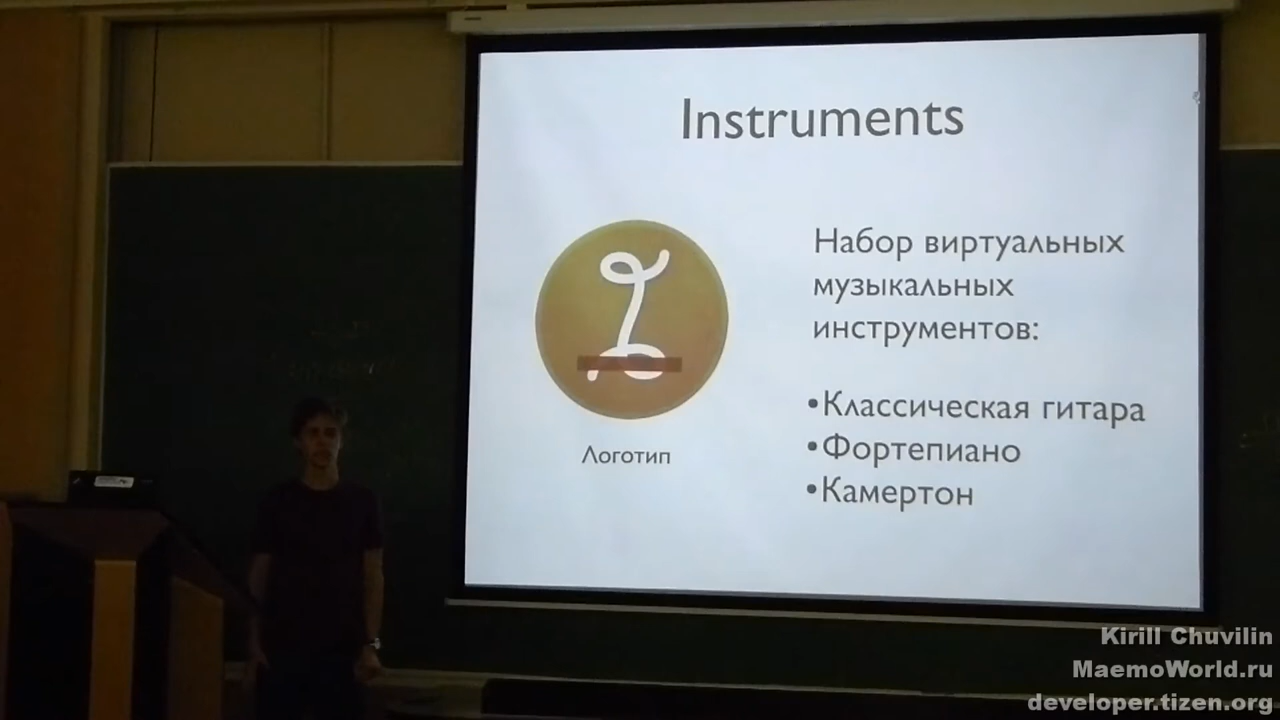 Instruments
Набор виртуальных
музыкальных
инструментов:
•Классическая гитара
•Фортепиано
•Камертон
Логотип
Kirill Chuvilin
MaemoWorld.ru
developer.tizen.org